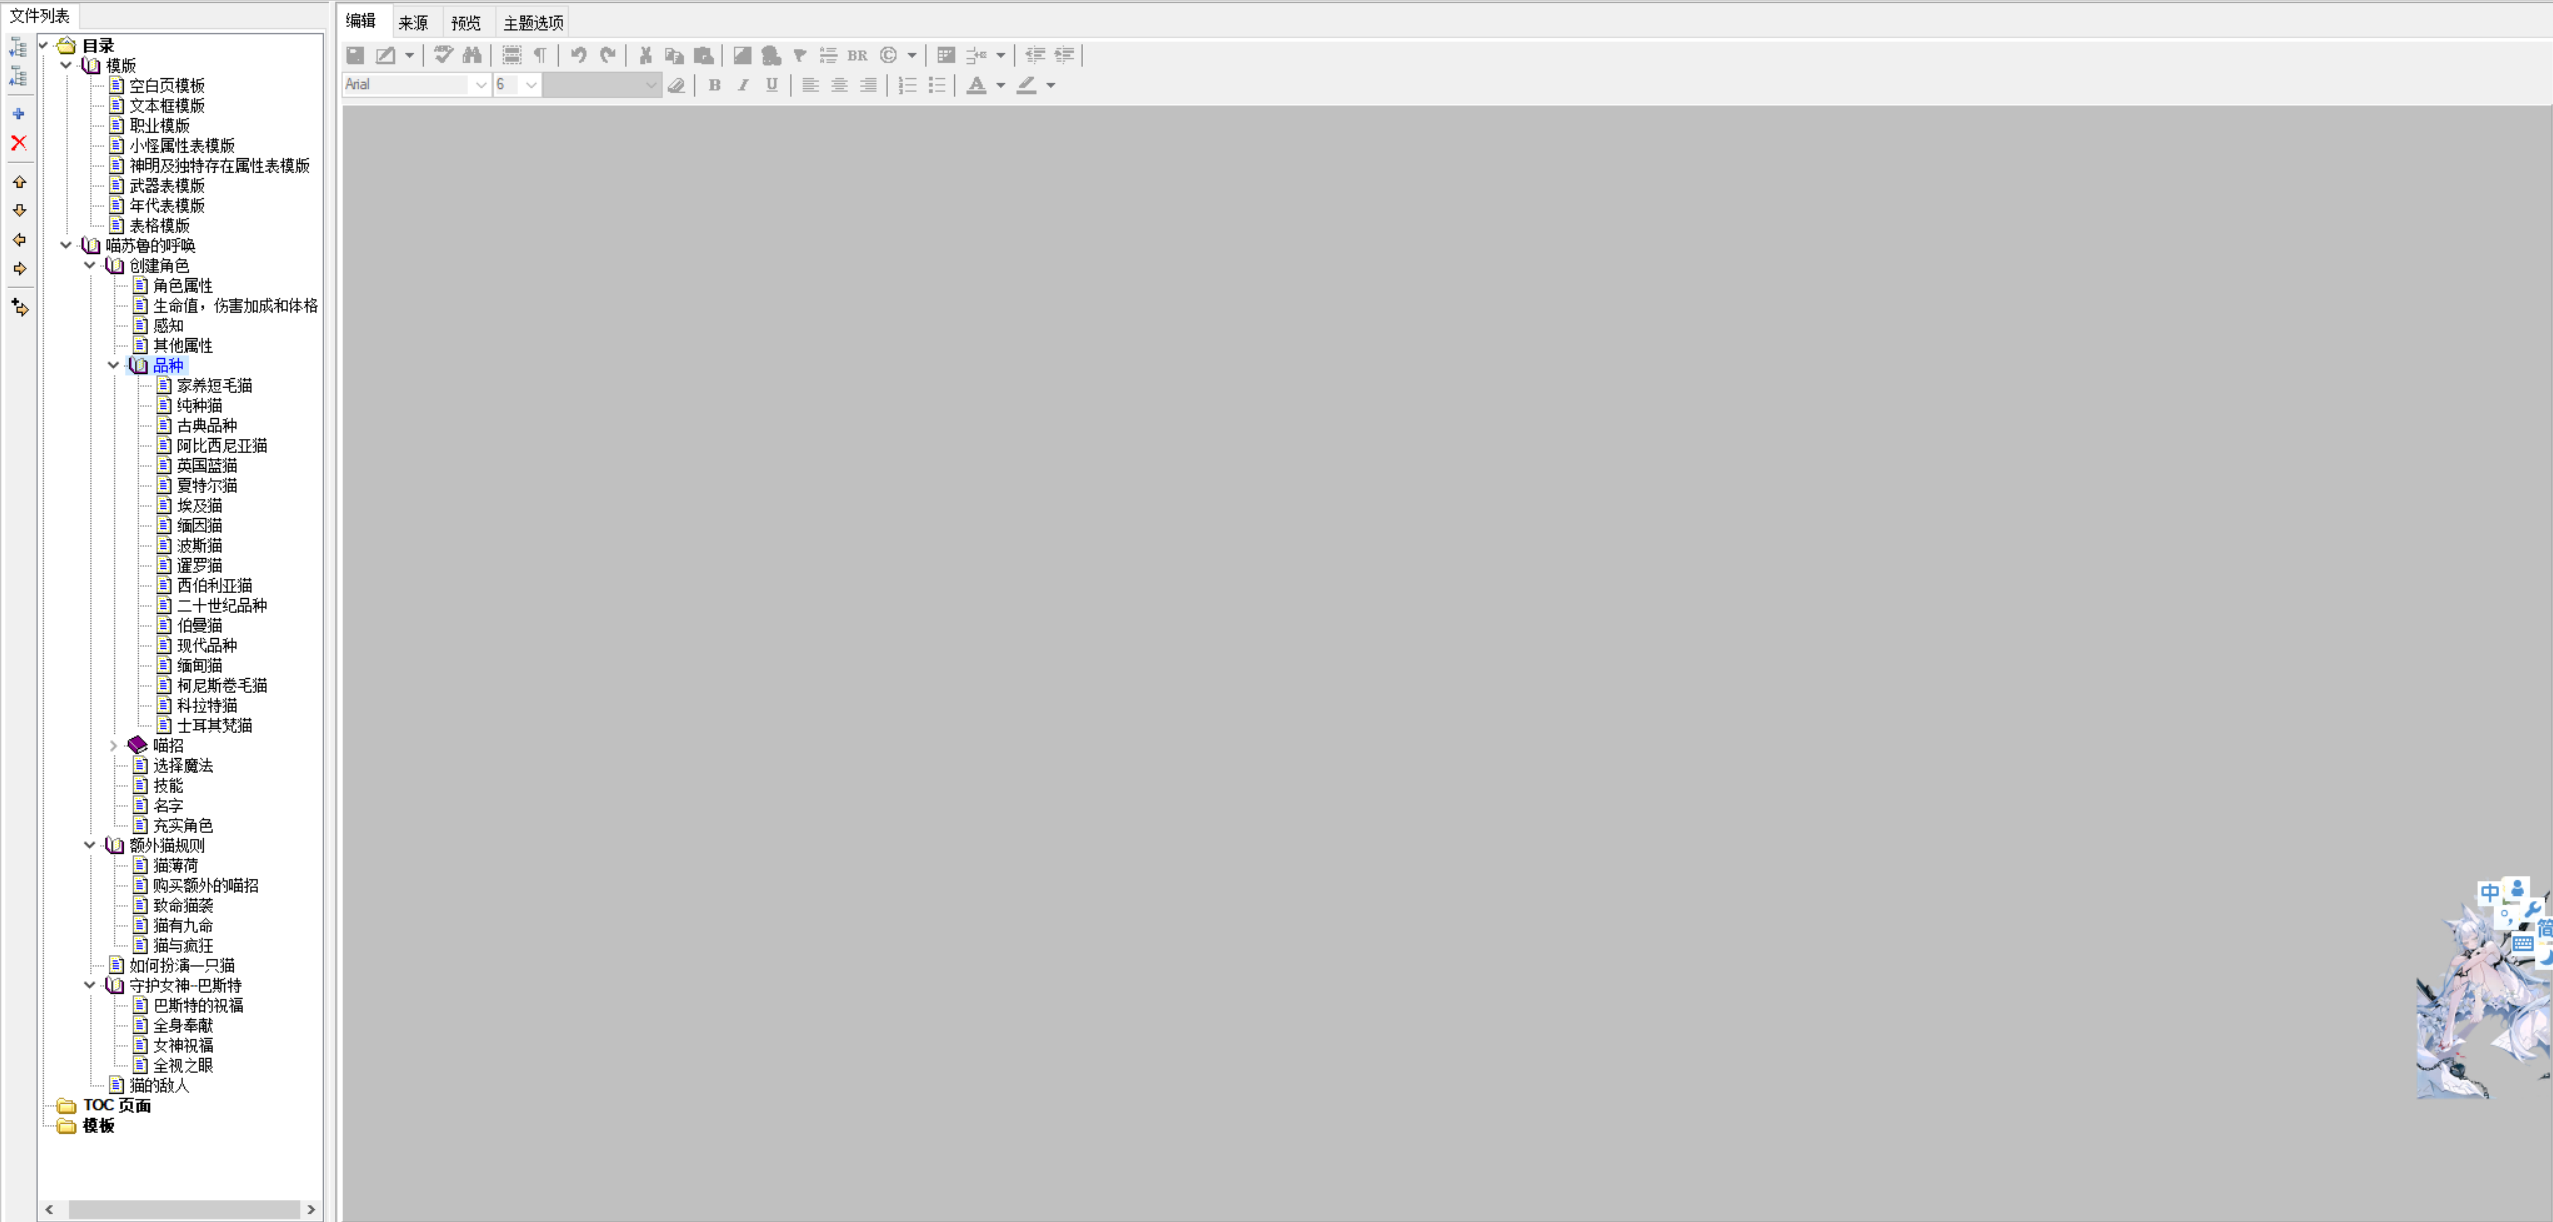 文件列表
编辑 来源 预览 主题选项
BR
Arial 6 B I U A
目录
模版
空白页模板
文本框模版
职业模版
小怪属性表模版
神明及独特存在属性表模版
武器表模版
年代表模版
表格模版
喵苏鲁的呼唤
创建角色
角色属性
生命值，伤害加成和体格
感知
其他属性
品种
家养短毛猫
纯种猫
古典品种
阿比西尼亚猫
英国蓝猫
夏特尔猫
埃及猫
缅因猫
波斯猫
暹罗猫
西伯利亚猫
二十世纪品种
伯曼猫
现代品种
缅甸猫
柯尼斯卷毛猫
科拉特猫
土耳其梵猫
喵招
选择魔法
技能
名字
充实角色
额外猫规则
猫薄荷
购买额外的喵招
致命猫袭
猫有九命
猫与疯狂
如何扮演一只猫
守护女神-巴斯特
巴斯特的祝福
全身奉献
女神祝福
全视之眼
猫的敌人
TOC 页面
模板
中
简